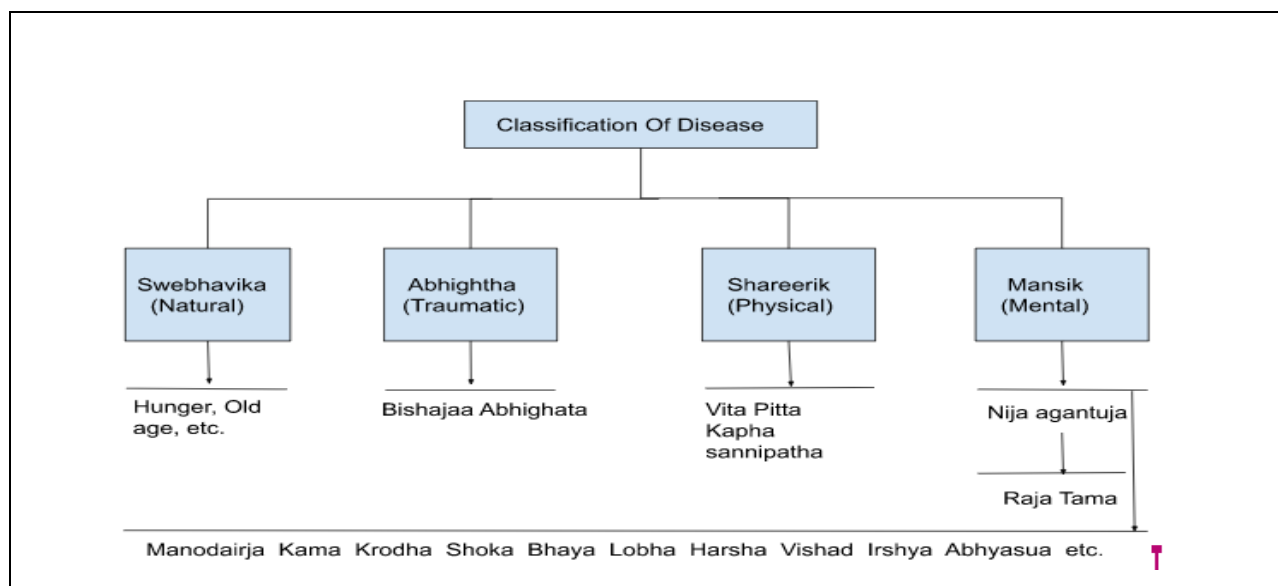 Classification Of Disease
Swebhavika
(Natural)
Abhightha
(Traumatic)
Shareerik
(Physical)
Mansik
(Mental)
Hunger, Old
age, etc.
Bishajaa Abhighata
Vita Pitta
Kapha
sannipatha
Nija agantuja
Raja Tama
Manodairja Kama Krodha Shoka Bhaya Lobha Harsha Vishad Irshya Abhyasua etc.